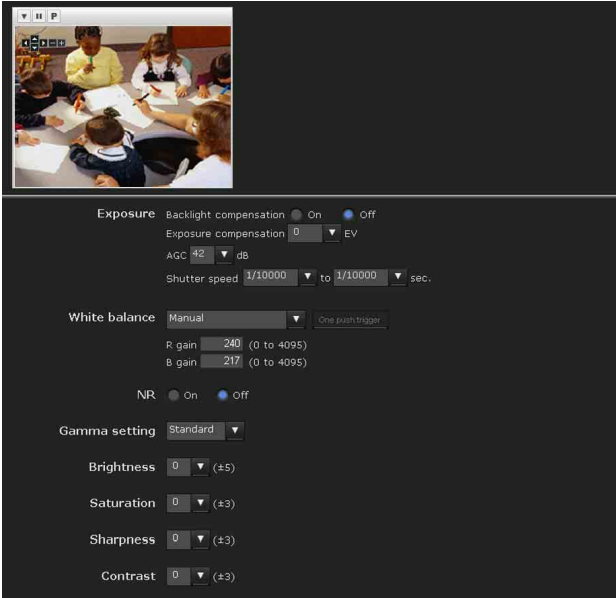 P
Exposure Backlight compensation On Off
Exposure compensation 0 EV
AGC 42 dB
Shutter speed 1/10000 to 1/10000 sec.
White balance Manual One push trigger
R gain 240 (0 to 4095)
B gain 217 (0 to 4095)
NR On Off
Gamma setting Standard
Brightness 0 (±5)
Saturation 0 (±3)
Sharpness 0 (±3)
Contrast 0 (±3)